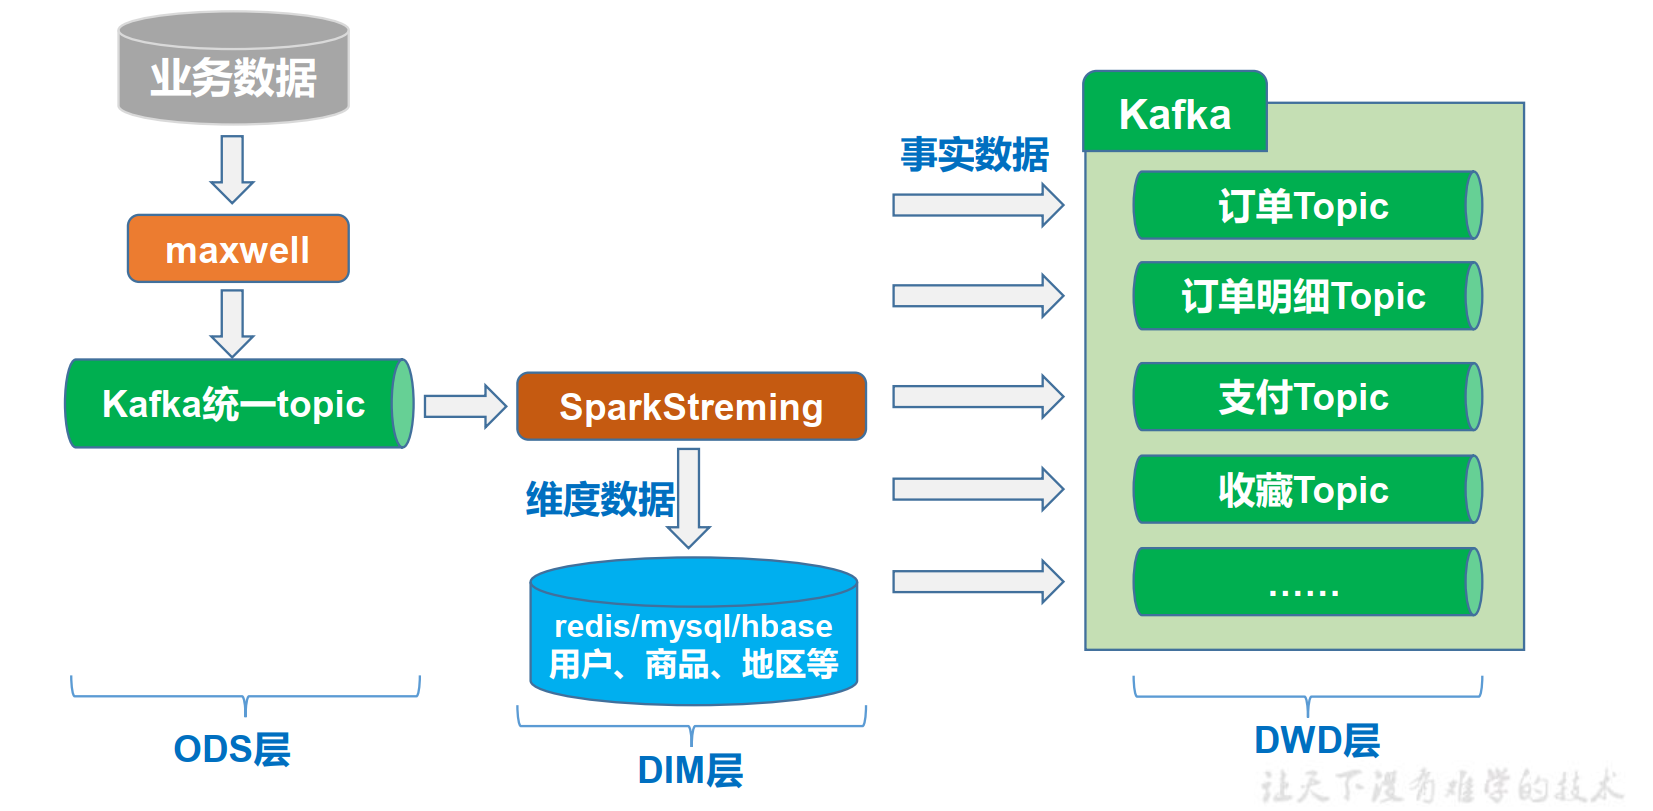 业务数据
maxwell
Kafka统一topic
ODS层
SparkStreming
维度数据
redis/mysql/hbase
用户、商品、地区等
DIM层
事实数据
Kafka
订单Topic
订单明细Topic
支付Topic
收藏Topic
……
DWD层
让天下没有难学的技术